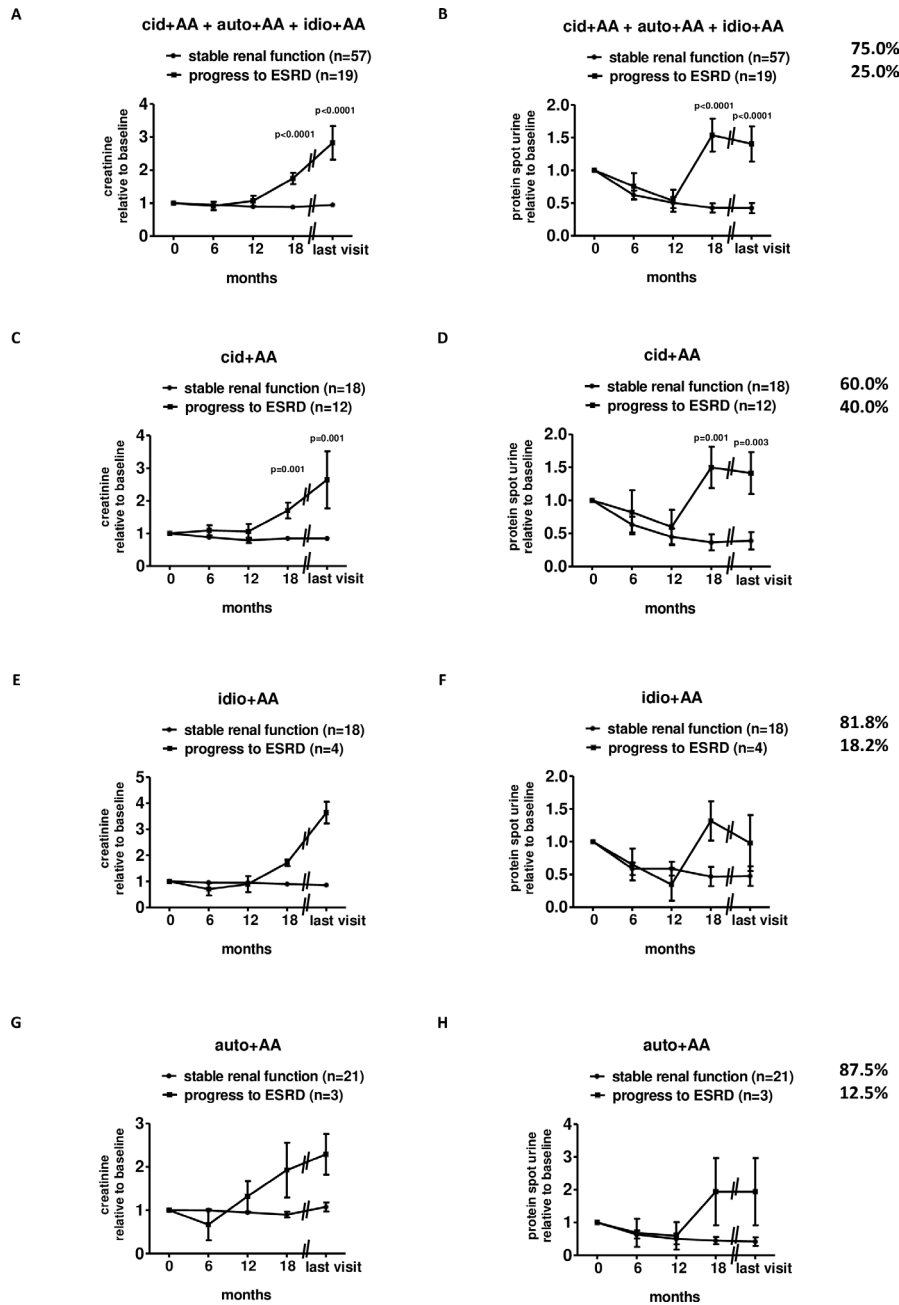 A
cid+AA + auto+AA + idio+AA
stable renal function (n=57)
progress to ESRD (n=19)
creatinine
relative to baseline
4
3
2
1
0
p<0.0001
p<0.0001
0 6 12 18 last visit
months
B
cid+AA + auto+AA + idio+AA
stable renal function (n=57)
progress to ESRD (n=19)
75.0%
25.0%
protein spot urine
relative to baseline
2.0
1.5
1.0
0.5
0.0
p<0.0001
p<0.0001
0 6 12 18 last visit
months
C
cid+AA
stable renal function (n=18)
progress to ESRD (n=12)
creatinine
relative to baseline
4
3
2
1
0
p=0.001
p=0.001
0 6 12 18 last visit
months
D
cid+AA
stable renal function (n=18)
progress to ESRD (n=12)
60.0%
40.0%
protein spot urine
relative to baseline
2.0
1.5
1.0
0.5
0.0
p=0.001 p=0.003
0 6 12 18 last visit
months
E
idio+AA
stable renal function (n=18)
progress to ESRD (n=4)
creatinine
relative to baseline
5
4
3
2
1
0
0 6 12 18 last visit
months
F
idio+AA
stable renal function (n=18)
progress to ESRD (n=4)
81.8%
18.2%
protein spot urine
relative to baseline
2.0
1.5
1.0
0.5
0.0
0 6 12 18 last visit
months
G
auto+AA
stable renal function (n=21)
progress to ESRD (n=3)
creatinine
relative to baseline
3
2
1
0
0 6 12 18 last visit
months
H
auto+AA
stable renal function (n=21)
progress to ESRD (n=3)
87.5%
12.5%
protein spot urine
relative to baseline
4
3
2
1
0
0 6 12 18 last visit
months